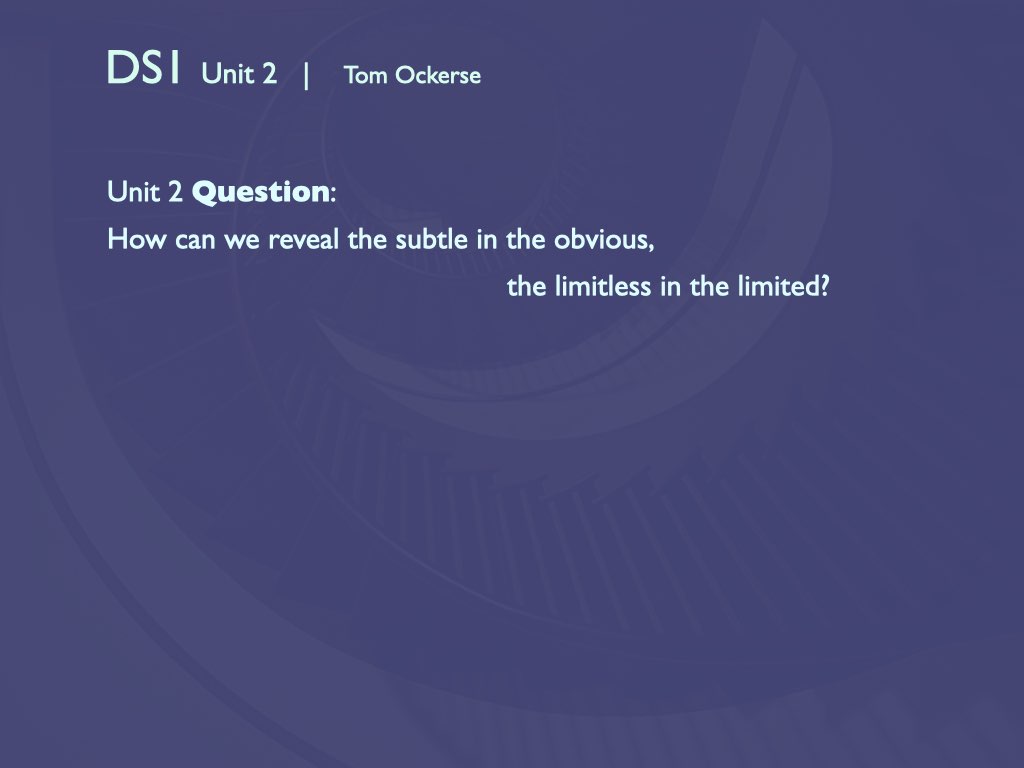 DS1 Unit 2 | Tom Ockerse
Unit 2 Question:
How can we reveal the subtle in the obvious,
the limitless in the limited?